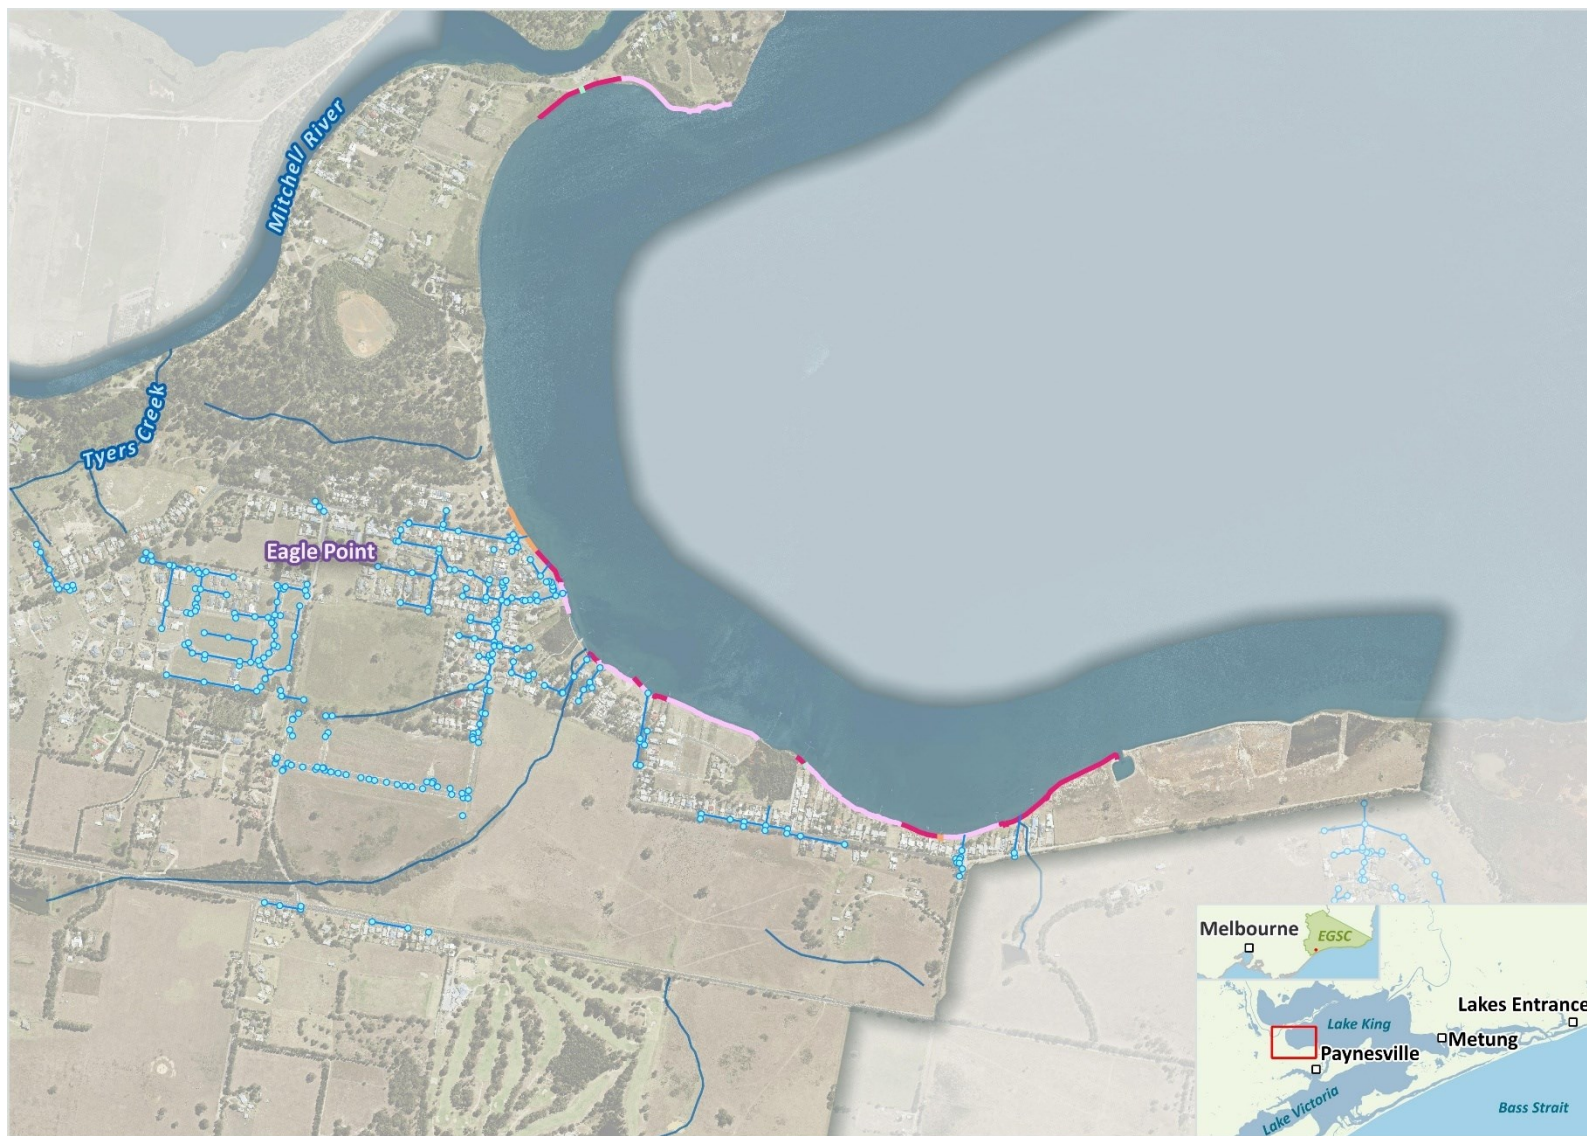 Mitchell River
Tyers Creek
Eagle Point
Melbourne
EGSC
Lakes Entrance
Lake King
Metung
Paynesville
Lake Victoria
Bass Strait